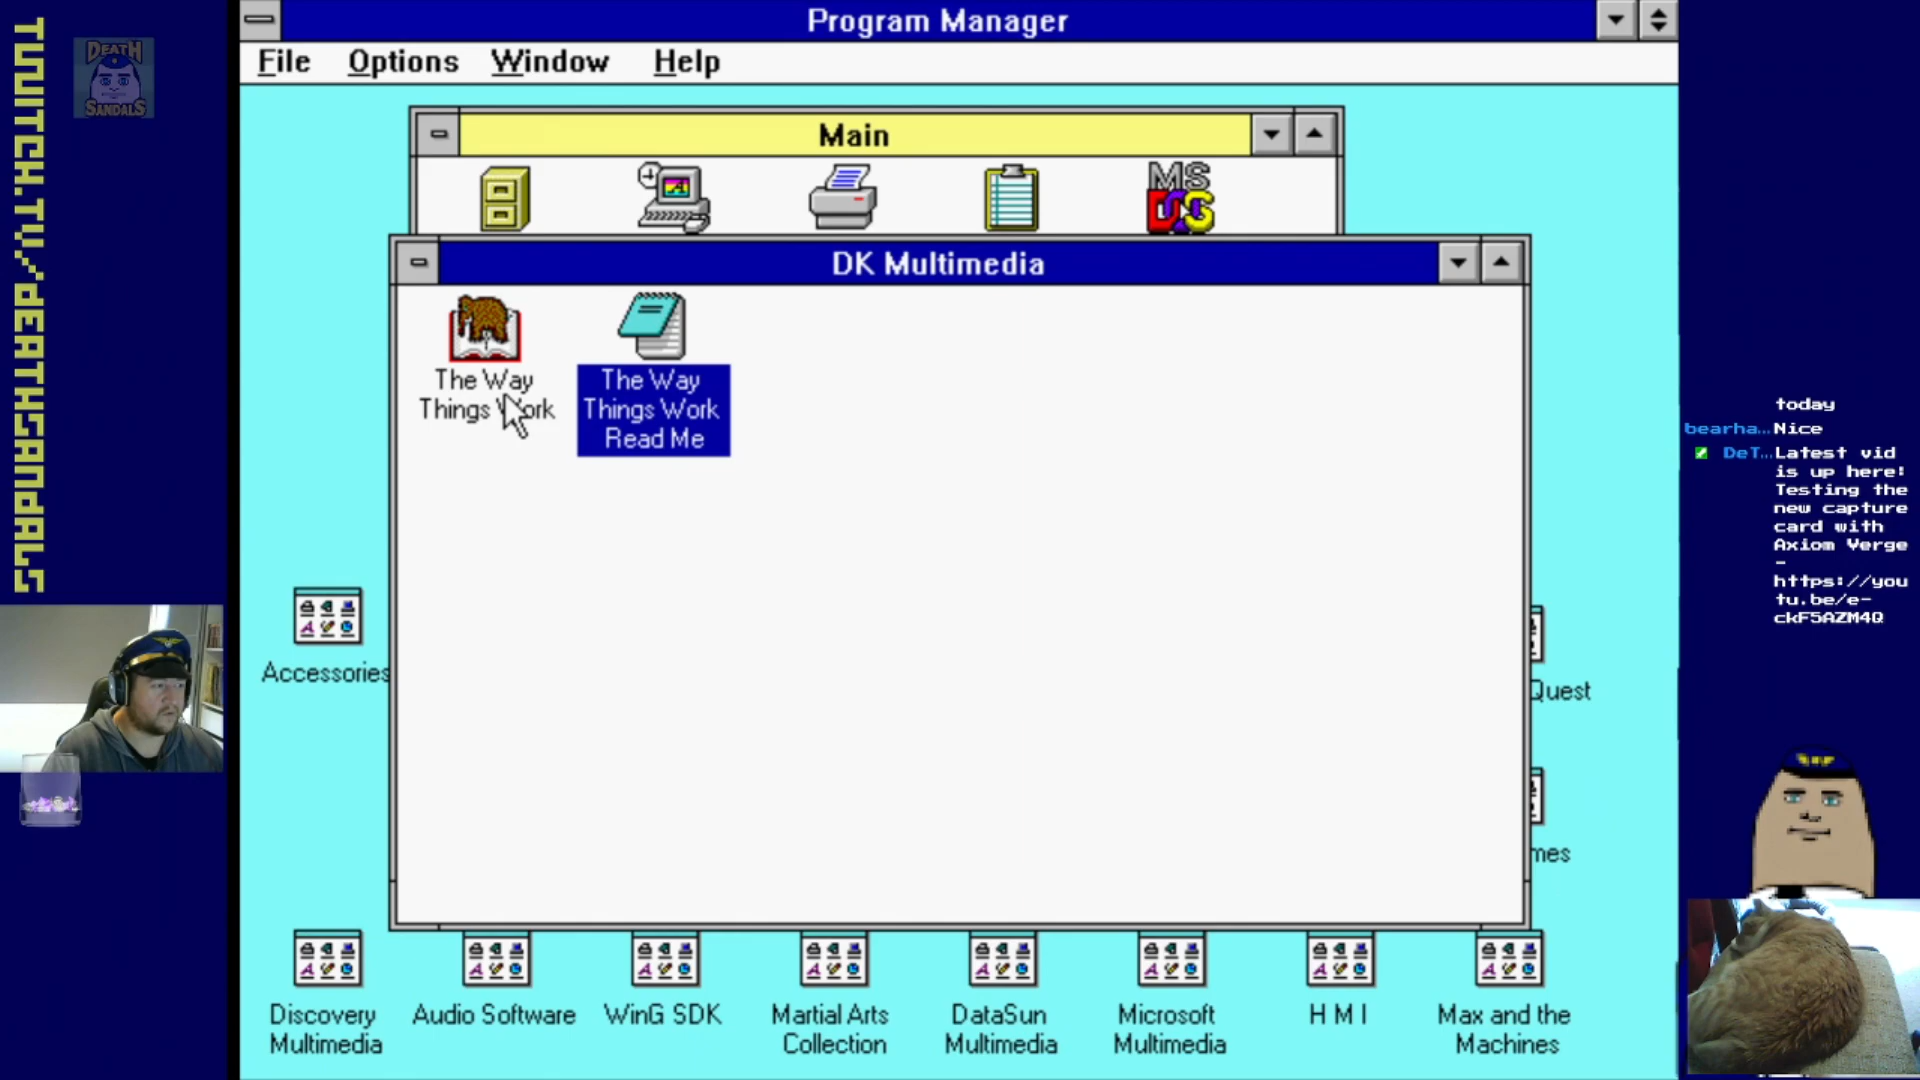 TWITCH.TV/DEATHSANDALS
DEATH
SANDALS
Program Manager
File Options Window Help
Main
MS
DOS
DK Multimedia
The Way
Things Work
The Way
Things Work
Read Me
Accessories
Quest
mes
Discovery
Multimedia
Audio Software
WinG SDK
Martial Arts
Collection
DataSun
Multimedia
Microsoft
Multimedia
H M I
Max and the
Machines
today
bearha...Nice
DeT...Latest vid
is up here:
Testing the
new capture
card with
Axiom Verge
-
https://you
tu.be/e-
ckF5AZM4Q